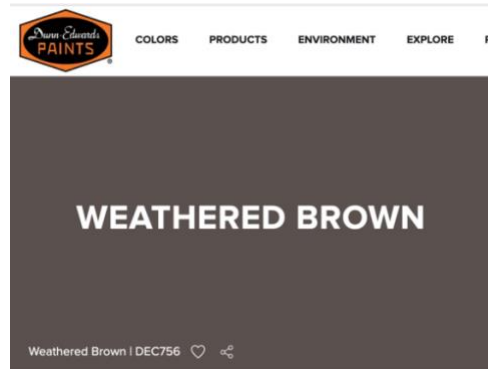 Dunn-Edwards
PAINTS
COLORS PRODUCTS ENVIRONMENT EXPLORE
WEATHERED BROWN
Weathered Brown | DEC756